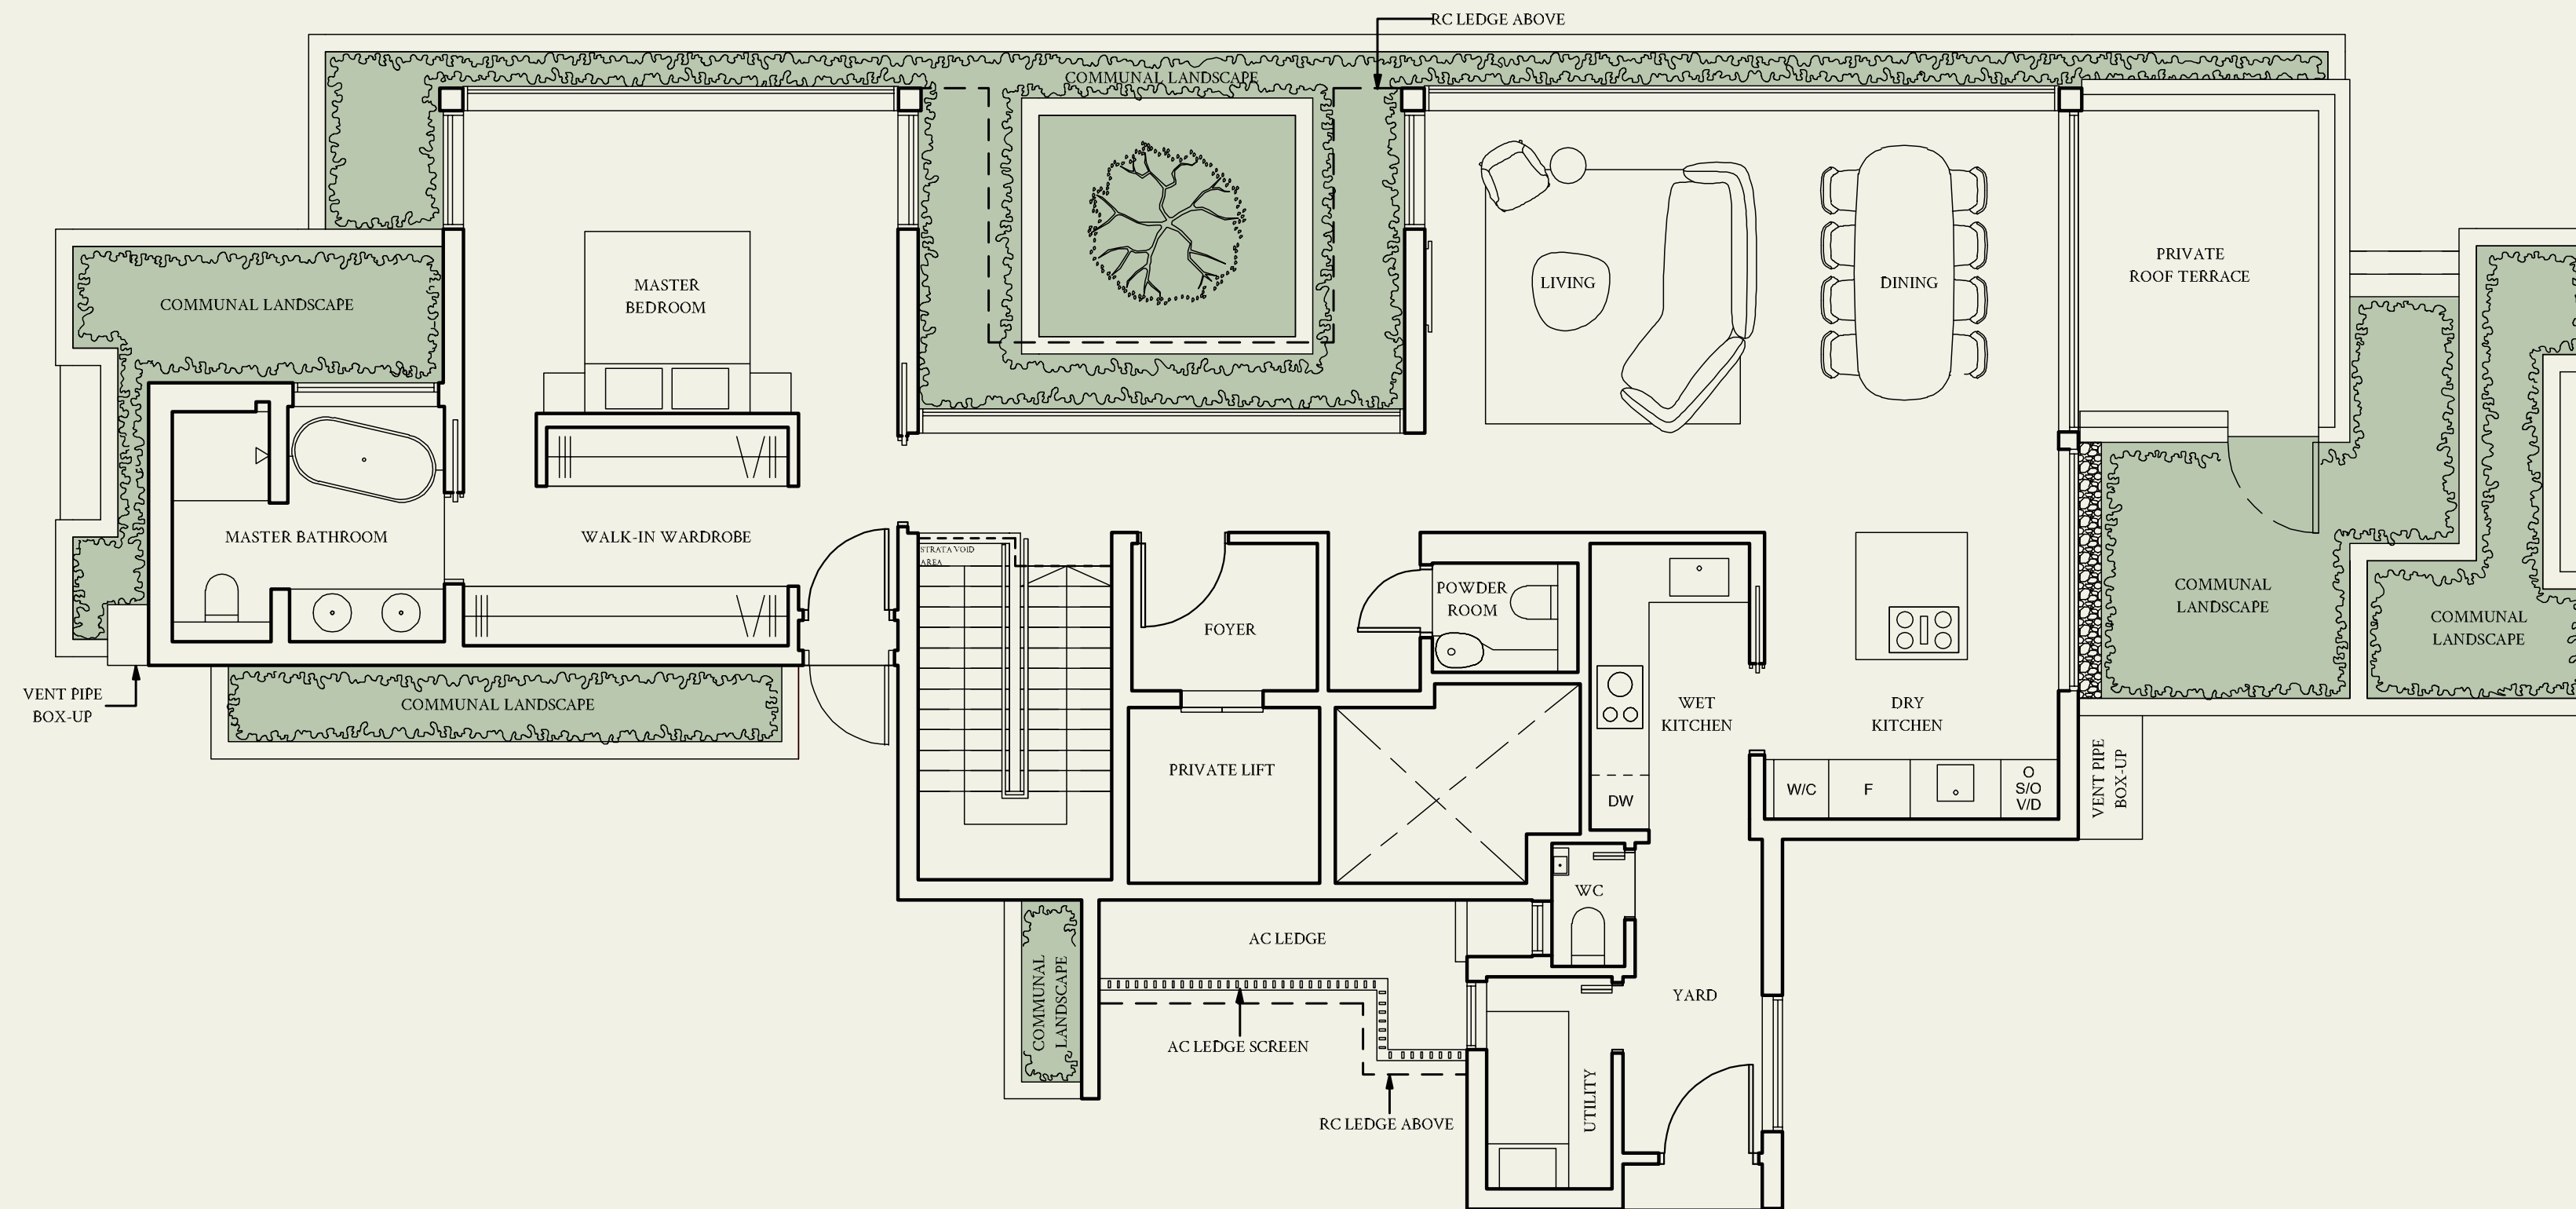 RC LEDGE ABOVE
COMMUNAL LANDSCAPE
PRIVATE
ROOF TERRACE
MASTER
BEDROOM
LIVING
DINING
COMMUNAL LANDSCAPE
MASTER BATHROOM
WALK-IN WARDROBE
STRATA VOID
AREA
POWDER
ROOM
FOYER
COMMUNAL
LANDSCAPE
COMMUNAL
LANDSCAPE
VENT PIPE
BOX-UP
COMMUNAL LANDSCAPE
WET
KITCHEN
DRY
KITCHEN
PRIVATE LIFT
VENT PIPE
BOX-UP
DW
W/C
F
S/O
V/D
WC
AC LEDGE
COMMUNAL
LANDSCAPE
YARD
AC LEDGE SCREEN
UTILITY
RC LEDGE ABOVE